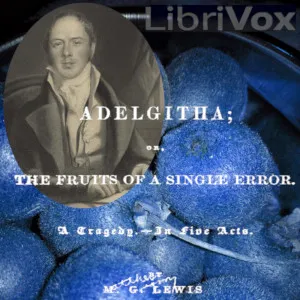 LibriVox
ADELGITHA;
or,
THE FRUITS OF A SINGLE ERROR.
A Tragedy.—In Five Acts.
M. G. LEWIS